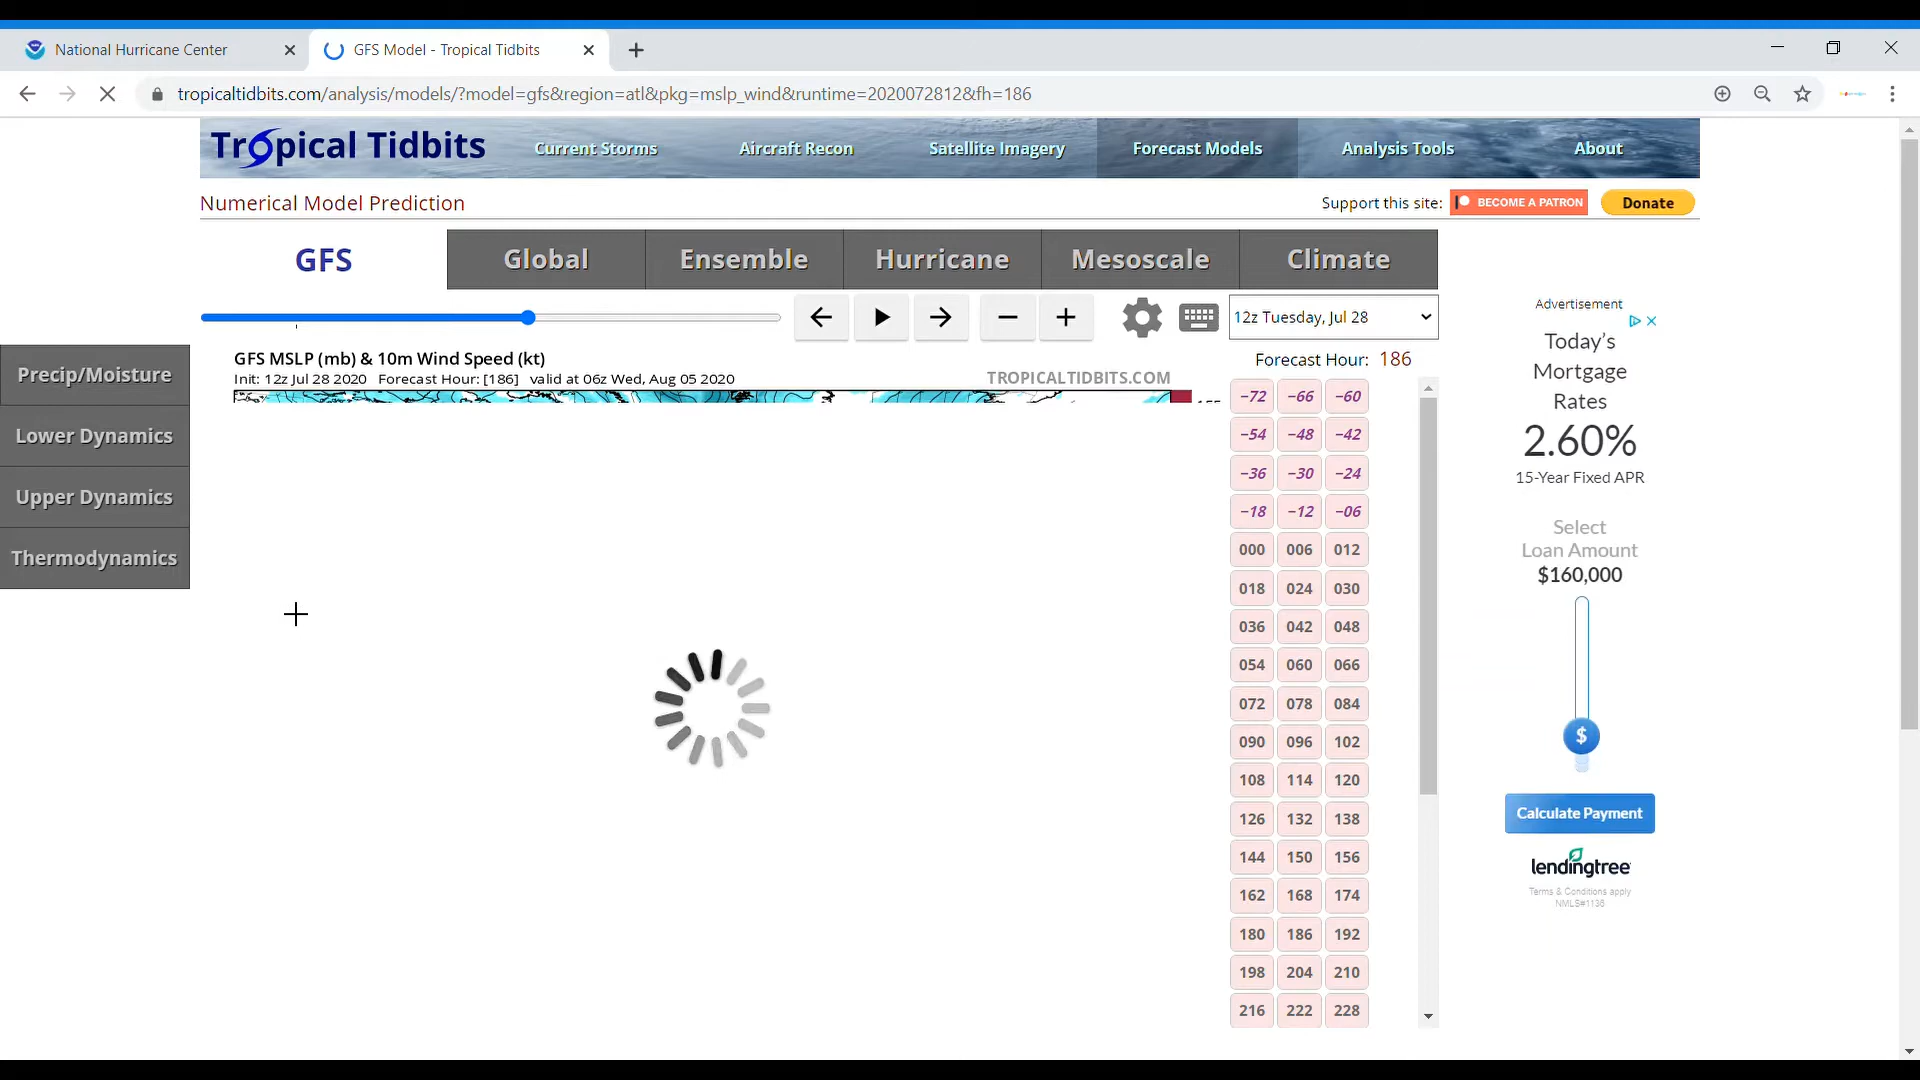 National Hurricane Center
GFS Model - Tropical Tidbits
tropicaltidbits.com/analysis/models/?model=gfs&region=atl&pkg=mslp_wind&runtime=2020072812&fh=186
Tropical Tidbits
Current Storms
Aircraft Recon
Satellite Imagery
Forecast Models
Analysis Tools
About
Numerical Model Prediction
Support this site:
BECOME A PATRON
Donate
GFS
Global
Ensemble
Hurricane
Mesoscale
Climate
12z Tuesday, Jul 28
Precip/Moisture
Lower Dynamics
Upper Dynamics
Thermodynamics
GFS MSLP (mb) & 10m Wind Speed (kt)
Init: 12z Jul 28 2020 Forecast Hour: [186] valid at 06z Wed, Aug 05 2020
TROPICALTIDBITS.COM
Forecast Hour: 186
-72 -66 -60
-54 -48 -42
-36 -30 -24
-18 -12 -06
000 006 012
018 024 030
036 042 048
054 060 066
072 078 084
090 096 102
108 114 120
126 132 138
144 150 156
162 168 174
180 186 192
198 204 210
216 222 228
Advertisement
Today's
Mortgage
Rates
2.60%
15-Year Fixed APR
Select
Loan Amount
$160,000
$
Calculate Payment
lendingtree
Terms & Conditions apply
NMLS#1136